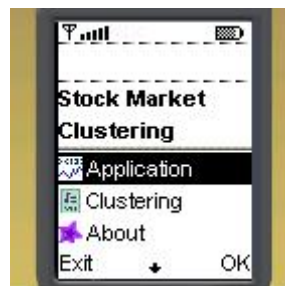 Stock Market
Clustering
Application
Clustering
About
Exit OK